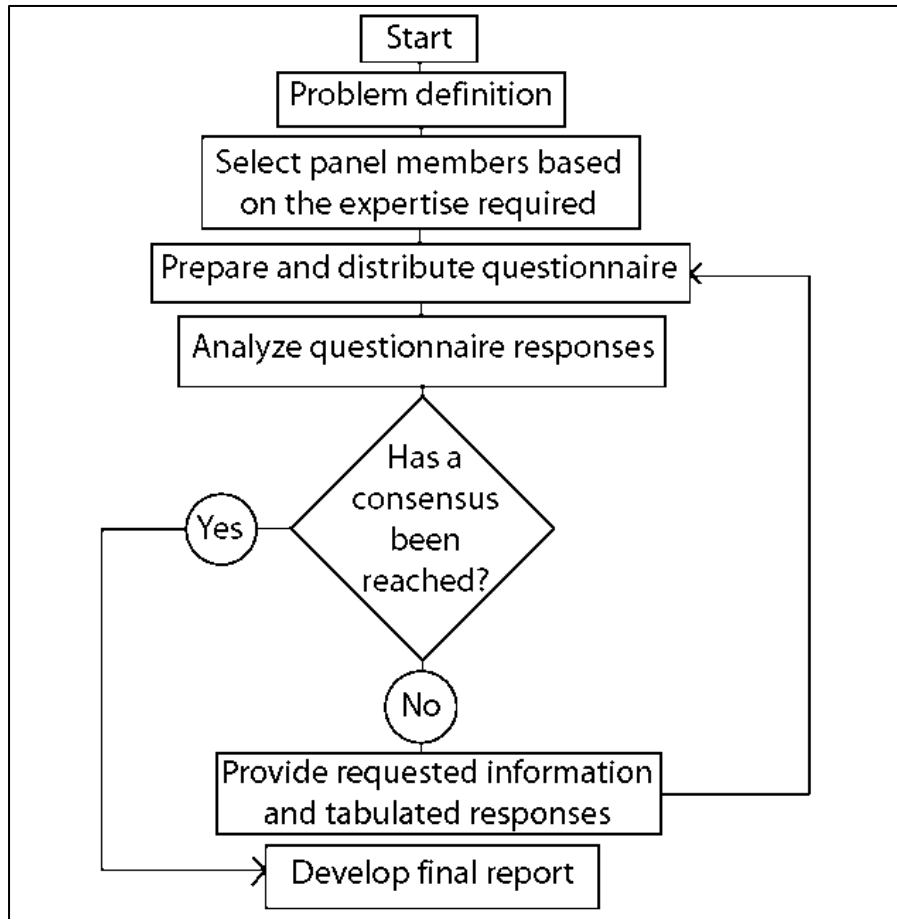 Start
Problem definition
Select panel members based
on the expertise required
Prepare and distribute questionnaire
Analyze questionnaire responses
Has a
consensus
been
reached?
Yes
No
Provide requested information
and tabulated responses
Develop final report